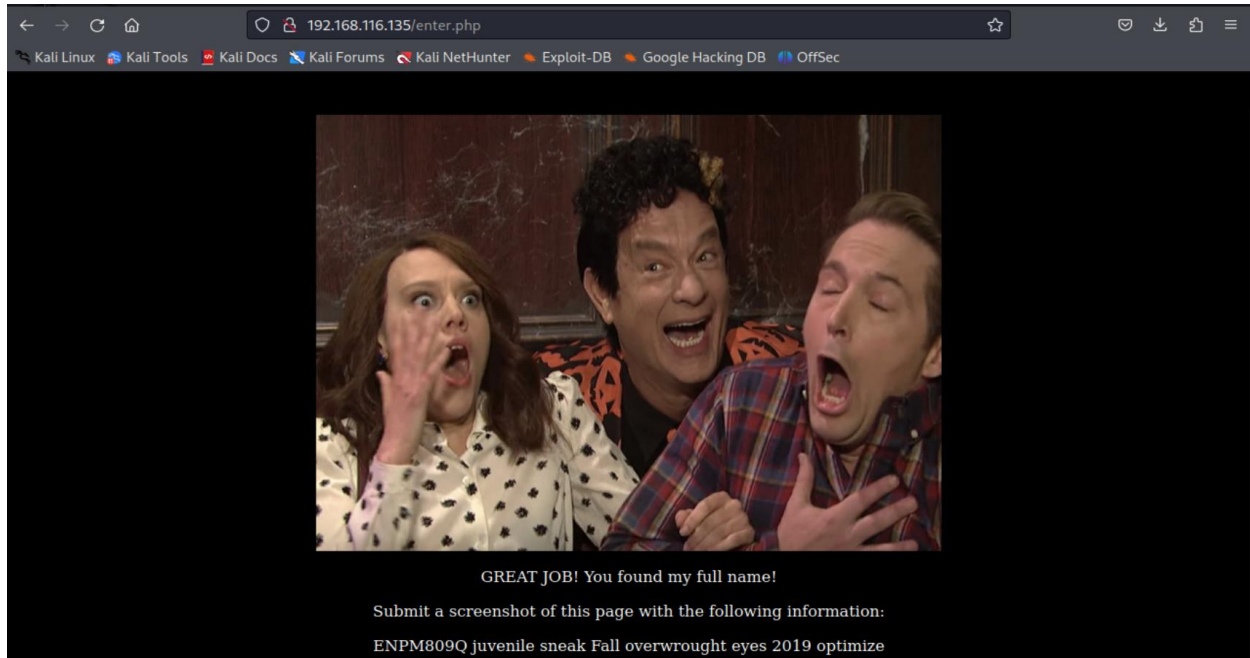 192.168.116.135/enter.php
Kali Linux Kali Tools Kali Docs Kali Forums Kali NetHunter Exploit-DB Google Hacking DB OffSec
GREAT JOB! You found my full name!
Submit a screenshot of this page with the following information:
ENPM809Q juvenile sneak Fall overwrought eyes 2019 optimize